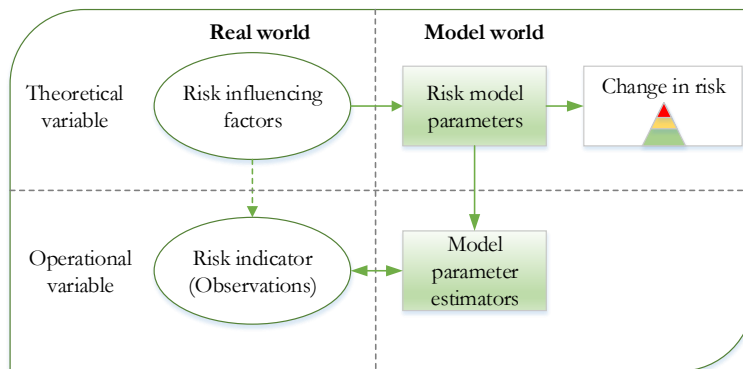 Real world
Model world
Theoretical
variable
Risk influencing
factors
Risk model
parameters
Change in risk
Operational
variable
Risk indicator
(Observations)
Model
parameter
estimators